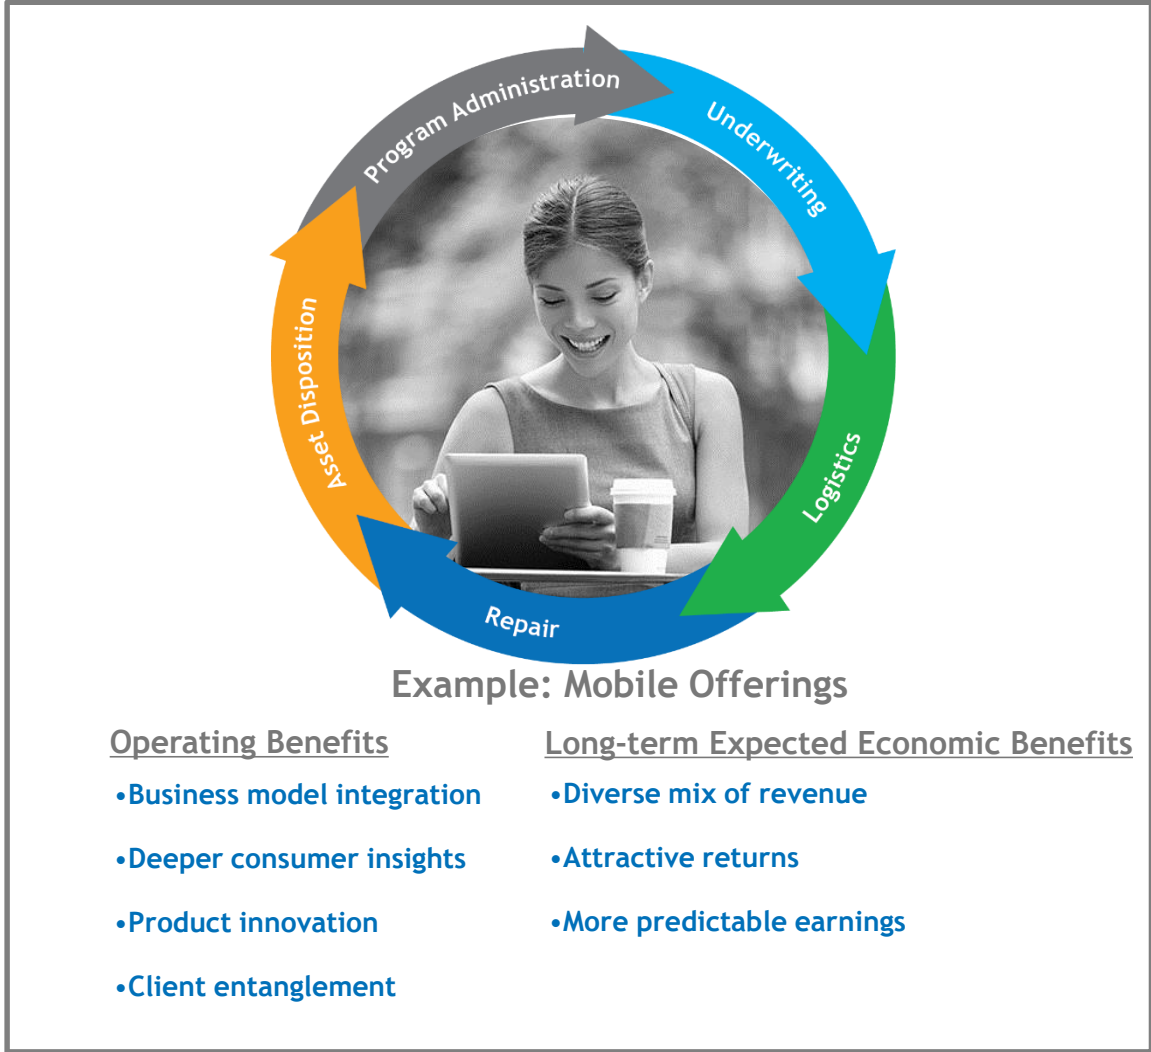 Program Administration
Underwriting
Logistics
Repair
Asset Disposition
Example: Mobile Offerings
Operating Benefits
•Business model integration
•Deeper consumer insights
•Product innovation
•Client entanglement
Long-term Expected Economic Benefits
•Diverse mix of revenue
•Attractive returns
•More predictable earnings